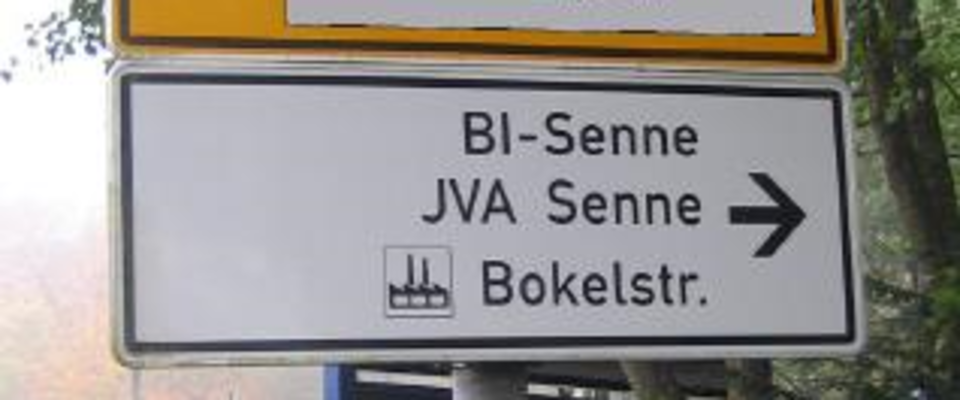 BI-Senne
JVA Senne
Bokelstr.